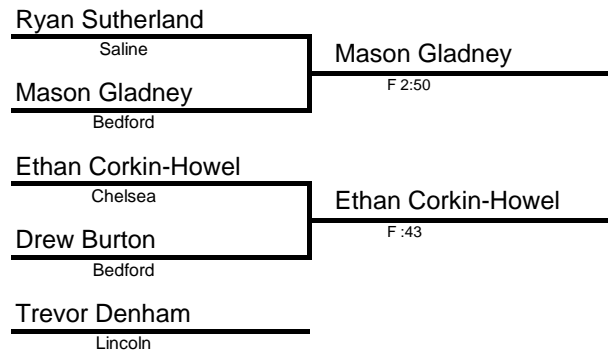 Ryan Sutherland
Saline
Mason Gladney
F 2:50
Mason Gladney
Bedford
Ethan Corkin-Howel
Chelsea
Ethan Corkin-Howel
F :43
Drew Burton
Bedford
Trevor Denham
Lincoln